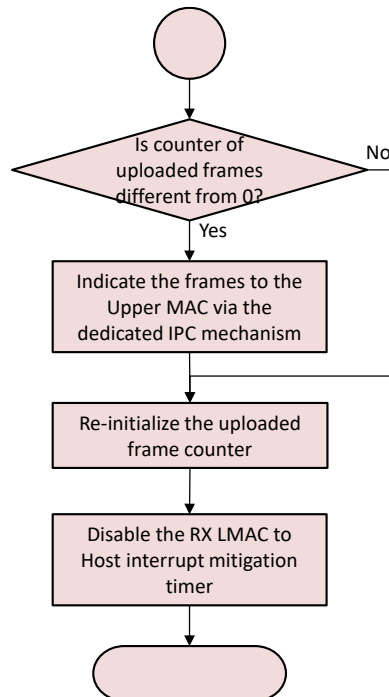 Is counter of
uploaded frames
different from 0?
No
Yes
Indicate the frames to the
Upper MAC via the
dedicated IPC mechanism
Re-initialize the uploaded
frame counter
Disable the RX LMAC to
Host interrupt mitigation
timer